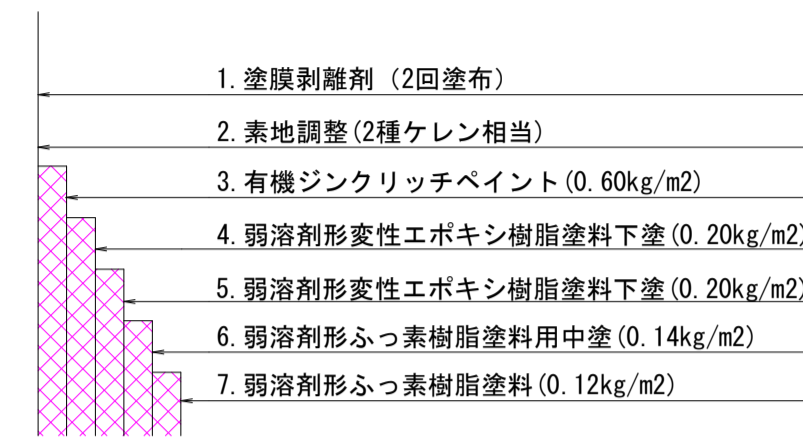 1. 塗膜剥離剤 (2回塗布)
2. 素地調整(2種ケレン相当)
3. 有機ジンクリッチペイント(0.60kg/m2)
4. 弱溶剤形変性エポキシ樹脂塗料下塗(0.20kg/m2)
5. 弱溶剤形変性エポキシ樹脂塗料下塗(0.20kg/m2)
6. 弱溶剤形ふっ素樹脂塗料用中塗(0.14kg/m2)
7. 弱溶剤形ふっ素樹脂塗料(0.12kg/m2)